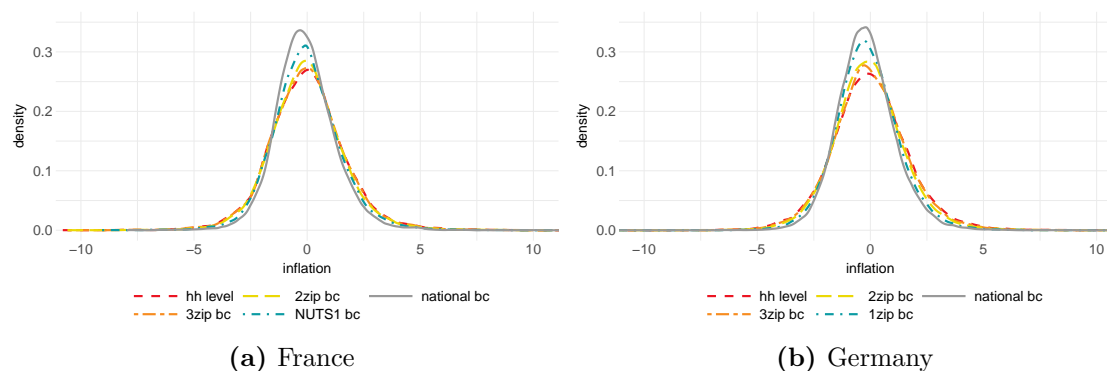 0.3
0.2
0.1
0.0
density
−10 −5 0 5 10
inflation
hh level 2zip bc national bc
3zip bc NUTS1 bc
(a) France
0.3
0.2
0.1
0.0
density
−10 −5 0 5 10
inflation
hh level 2zip bc national bc
3zip bc 1zip bc
(b) Germany